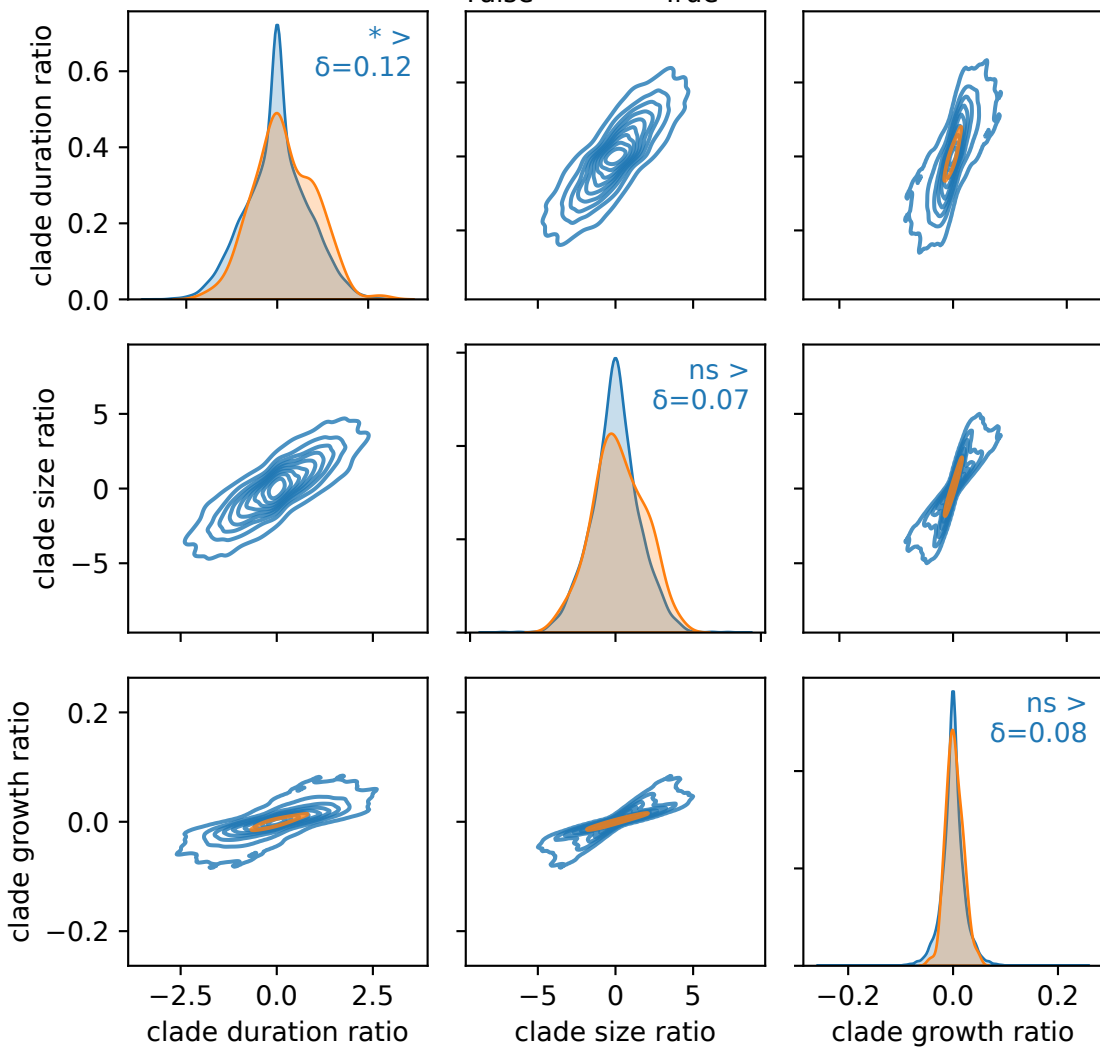 clade duration ratio
0.6
0.4
0.2
0.0
* >
δ=0.12
clade size ratio
5
0
−5
ns >
δ=0.07
clade growth ratio
0.2
0.0
−0.2
ns >
δ=0.08
−2.5 0.0 2.5
−5 0 5
−0.2 0.0 0.2
clade duration ratio
clade size ratio
clade growth ratio